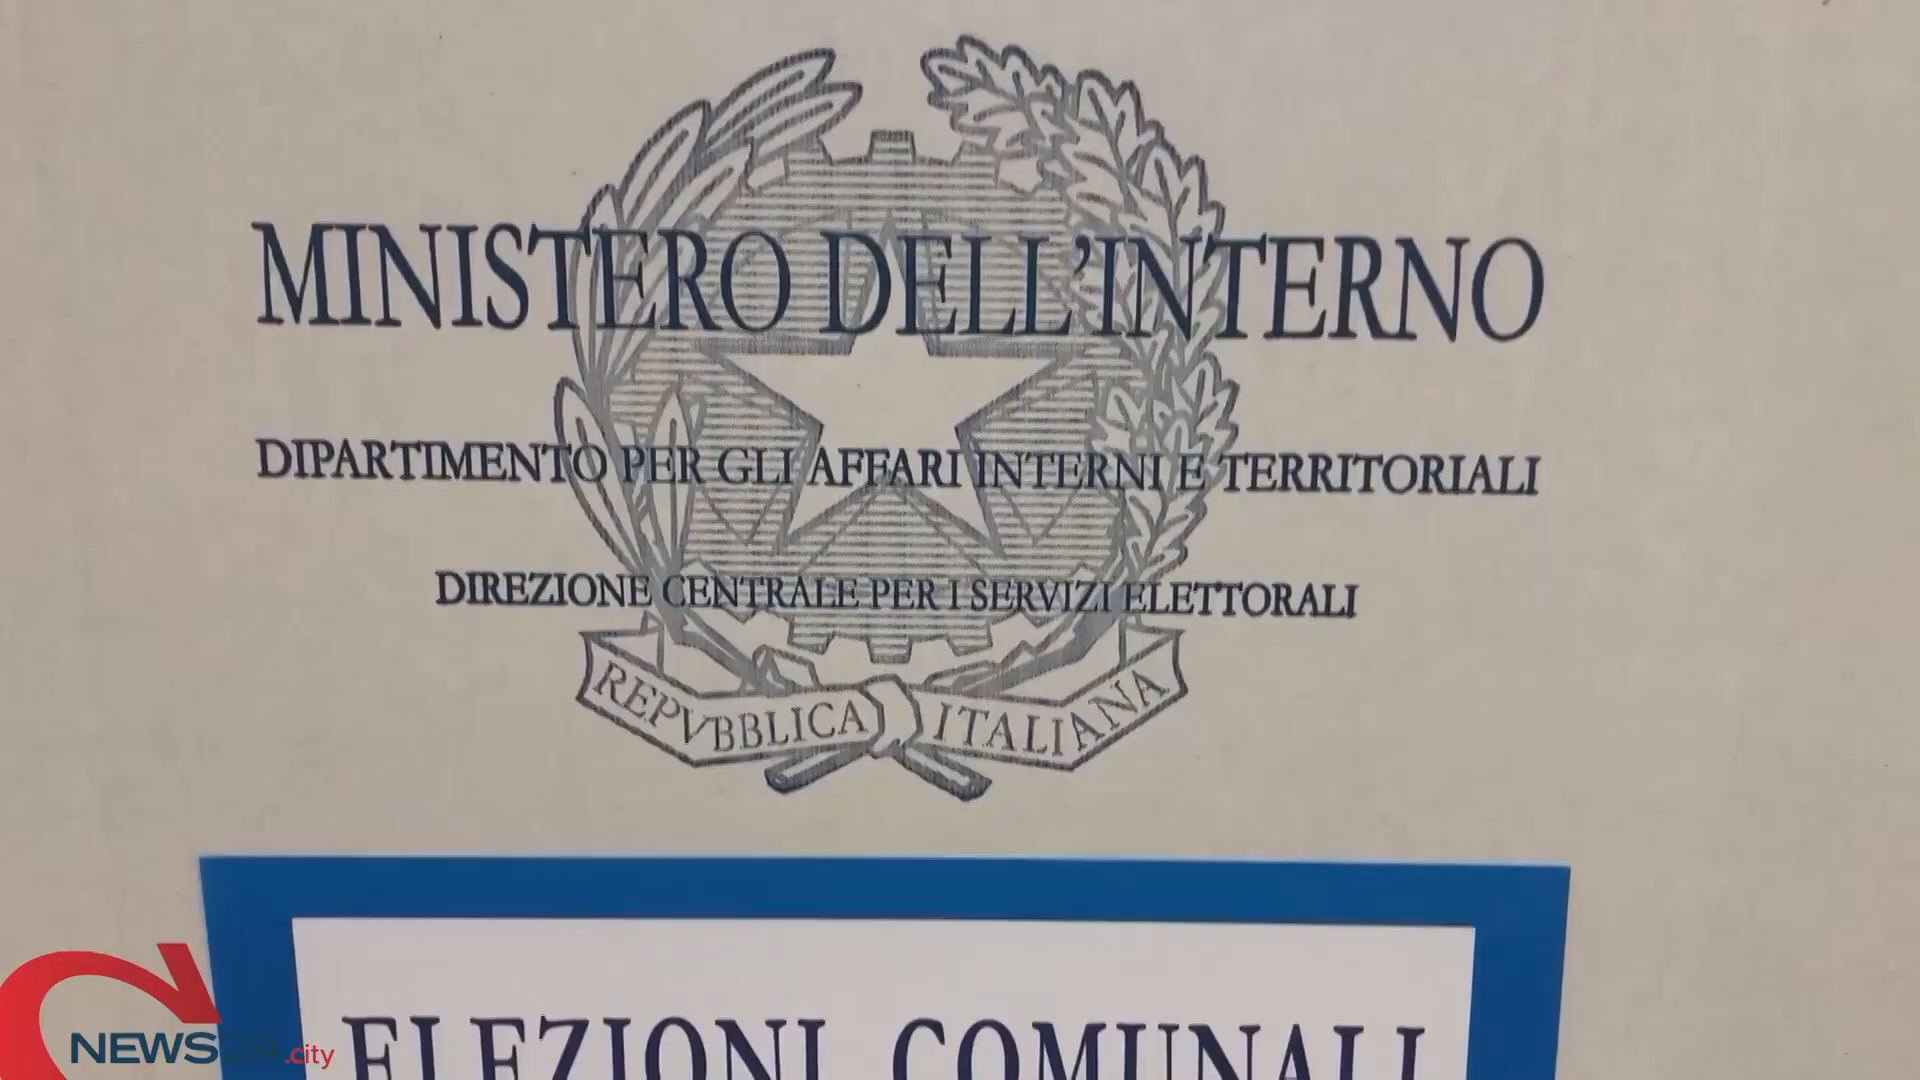 MINISTERO DELL'INTERNO
DIPARTIMENTO PER GLI AFFARI INTERNI E TERRITORIALI
DIREZIONE CENTRALE PER I SERVIZI ELETTORALI
REPVBBLICA ITALIANA
ELEZIONI COMUNALI
NEWS24.city